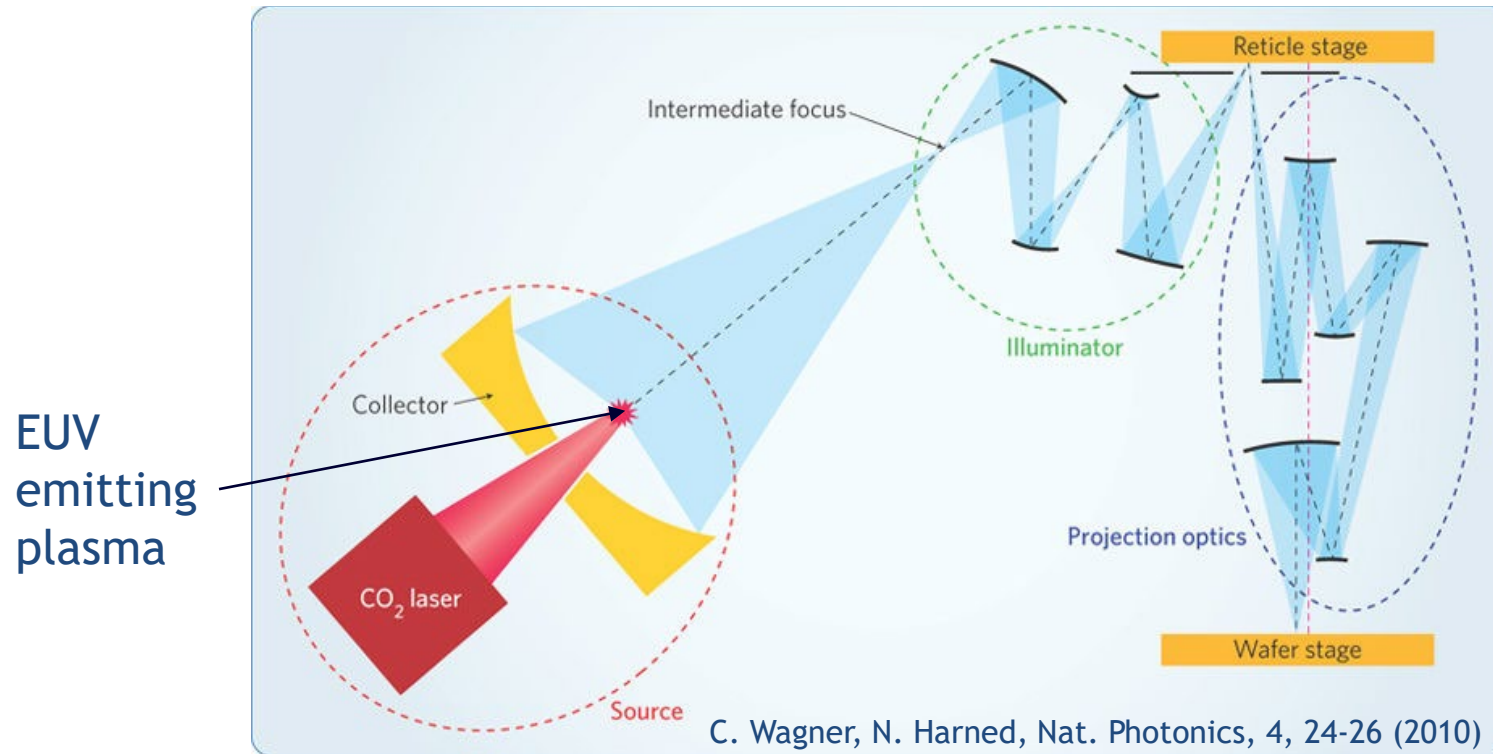 Reticle stage
Intermediate focus
Illuminator
Collector
EUV
emitting
plasma
Projection optics
CO₂ laser
Wafer stage
Source
C. Wagner, N. Harned, Nat. Photonics, 4, 24-26 (2010)